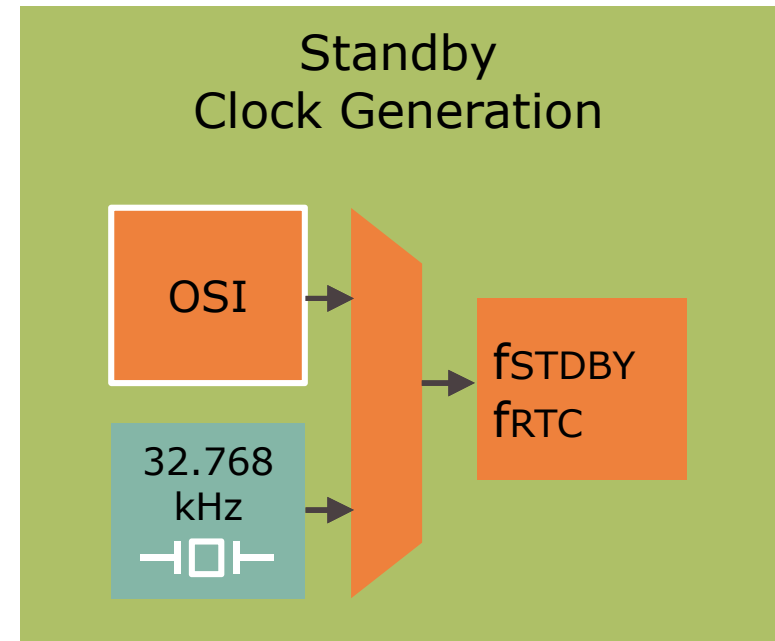 Standby
Clock Generation
OSI
fSTDBY
fRTC
32.768
kHz